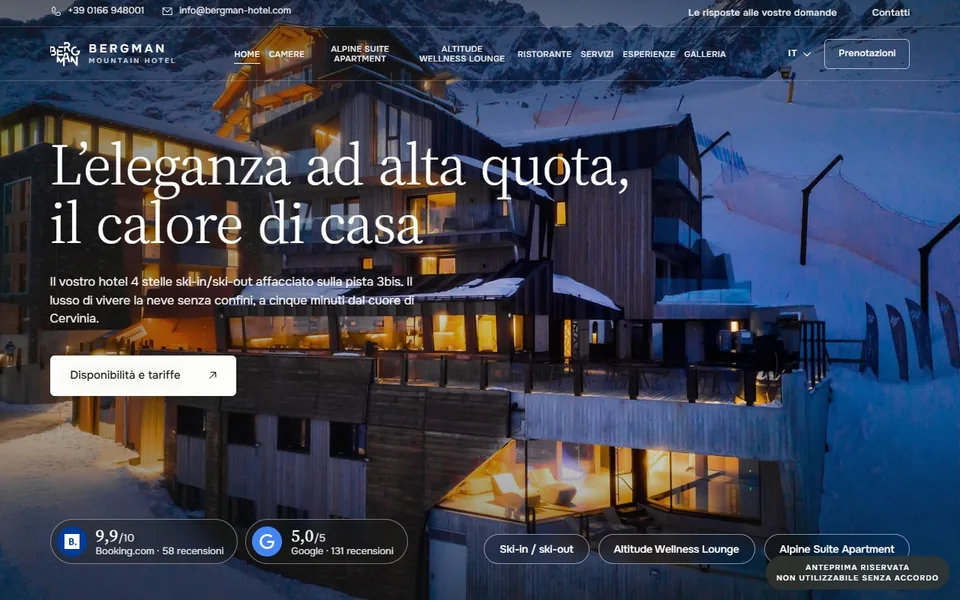 +39 0166 948001
info@bergman-hotel.com
Le risposte alle vostre domande
Contatti
BERGMAN
BERGMAN
MOUNTAIN HOTEL
HOME
CAMERE
ALPINE SUITE
APARTMENT
ALTITUDE
WELLNESS LOUNGE
RISTORANTE
SERVIZI
ESPERIENZE
GALLERIA
IT
Prenotazioni
L’eleganza ad alta quota,
il calore di casa
Il vostro hotel 4 stelle ski-in/ski-out affacciato sulla pista 3bis. Il
lusso di vivere la neve senza confini, a cinque minuti dal cuore di
Cervinia.
Disponibilità e tariffe
B.
9,9/10
Booking.com · 58 recensioni
G
5,0/5
Google · 131 recensioni
Ski-in / ski-out
Altitude Wellness Lounge
Alpine Suite Apartment
ANTEPRIMA RISERVATA
NON UTILIZZABILE SENZA ACCORDO